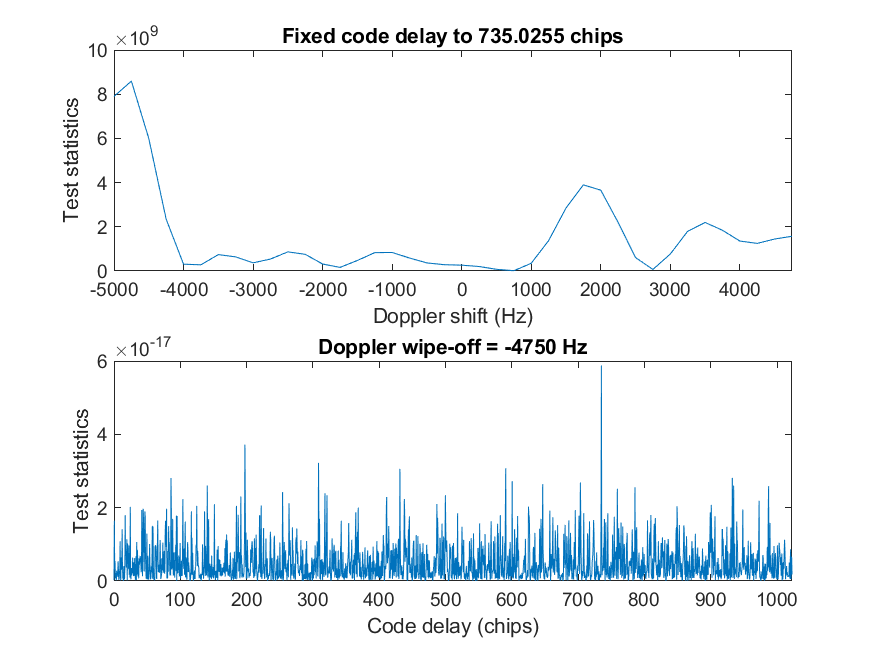 ×10^9
Fixed code delay to 735.0255 chips
10
8
6
4
2
0
Test statistics
-5000 -4000 -3000 -2000 -1000 0 1000 2000 3000 4000
Doppler shift (Hz)
×10^-17
Doppler wipe-off = -4750 Hz
6
4
2
0
Test statistics
0 100 200 300 400 500 600 700 800 900 1000
Code delay (chips)